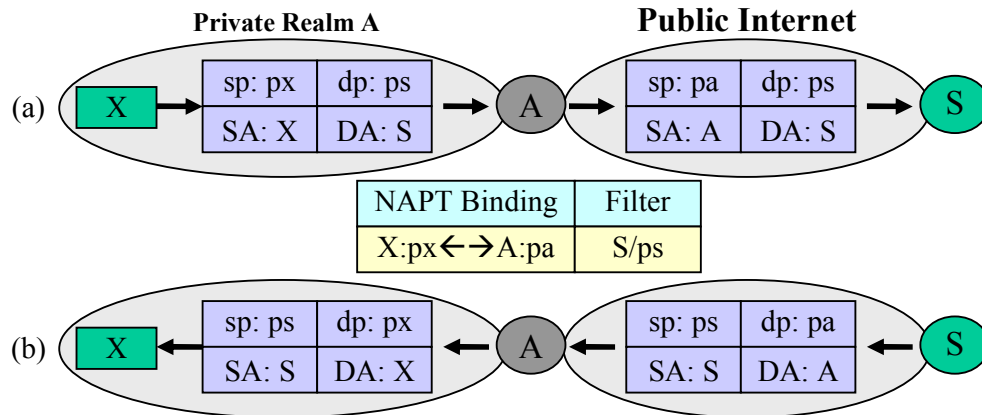 Private Realm A Public Internet
sp: px dp: ps sp: pa dp: ps
(a) X A S
SA: X DA: S SA: A DA: S
NAPT Binding Filter
X:px←→A:pa S/ps
sp: ps dp: px sp: ps dp: pa
(b) X A S
SA: S DA: X SA: S DA: A